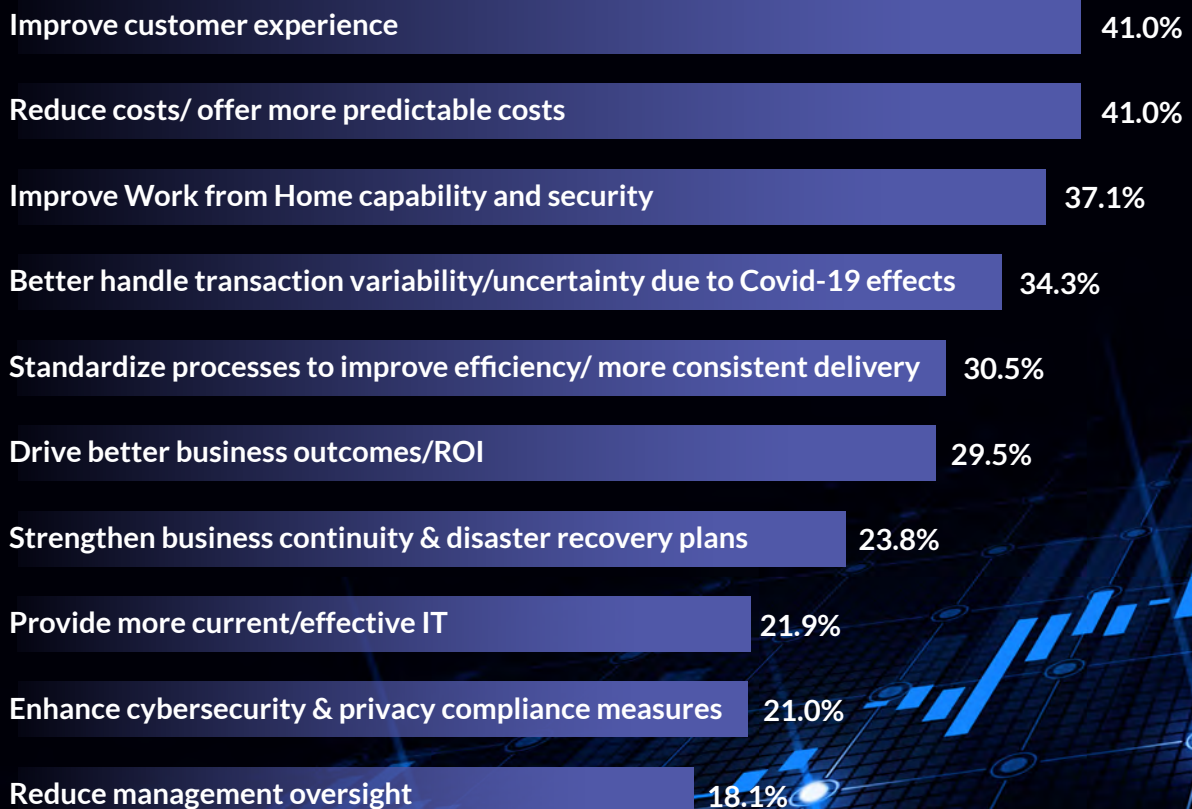 Improve customer experience 41.0%
Reduce costs/ offer more predictable costs 41.0%
Improve Work from Home capability and security 37.1%
Better handle transaction variability/uncertainty due to Covid-19 effects 34.3%
Standardize processes to improve efficiency/ more consistent delivery 30.5%
Drive better business outcomes/ROI 29.5%
Strengthen business continuity & disaster recovery plans 23.8%
Provide more current/effective IT 21.9%
Enhance cybersecurity & privacy compliance measures 21.0%
Reduce management oversight 18.1%